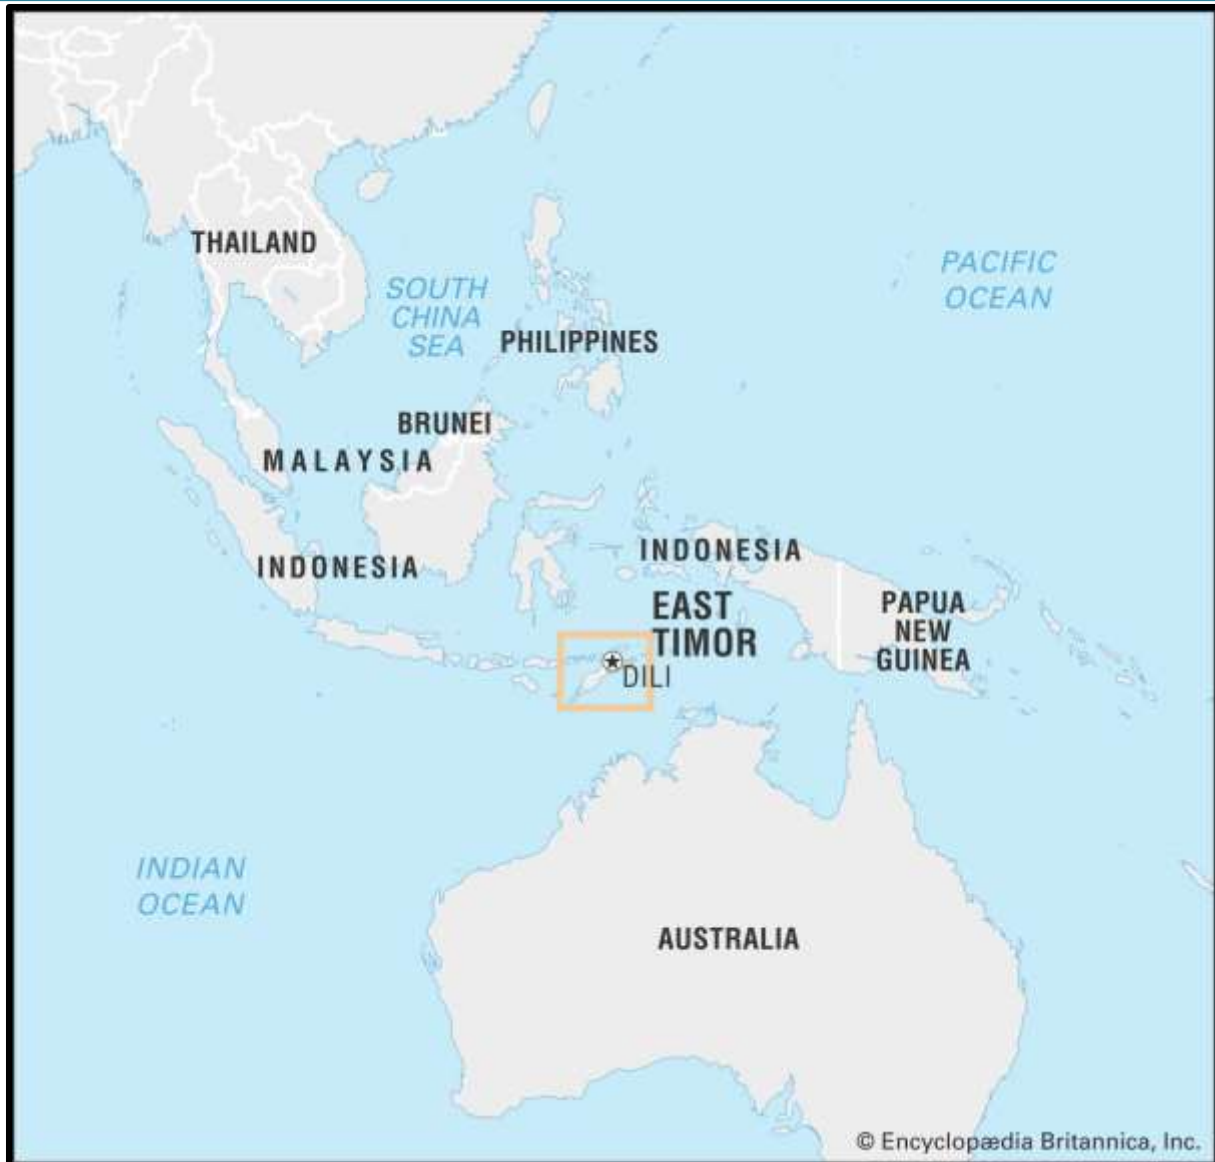 THAILAND
SOUTH
CHINA
SEA
PACIFIC
OCEAN
PHILIPPINES
BRUNEI
MALAYSIA
INDONESIA
INDONESIA
EAST
TIMOR
DILI
PAPUA
NEW
GUINEA
INDIAN
OCEAN
AUSTRALIA
© Encyclopædia Britannica, Inc.